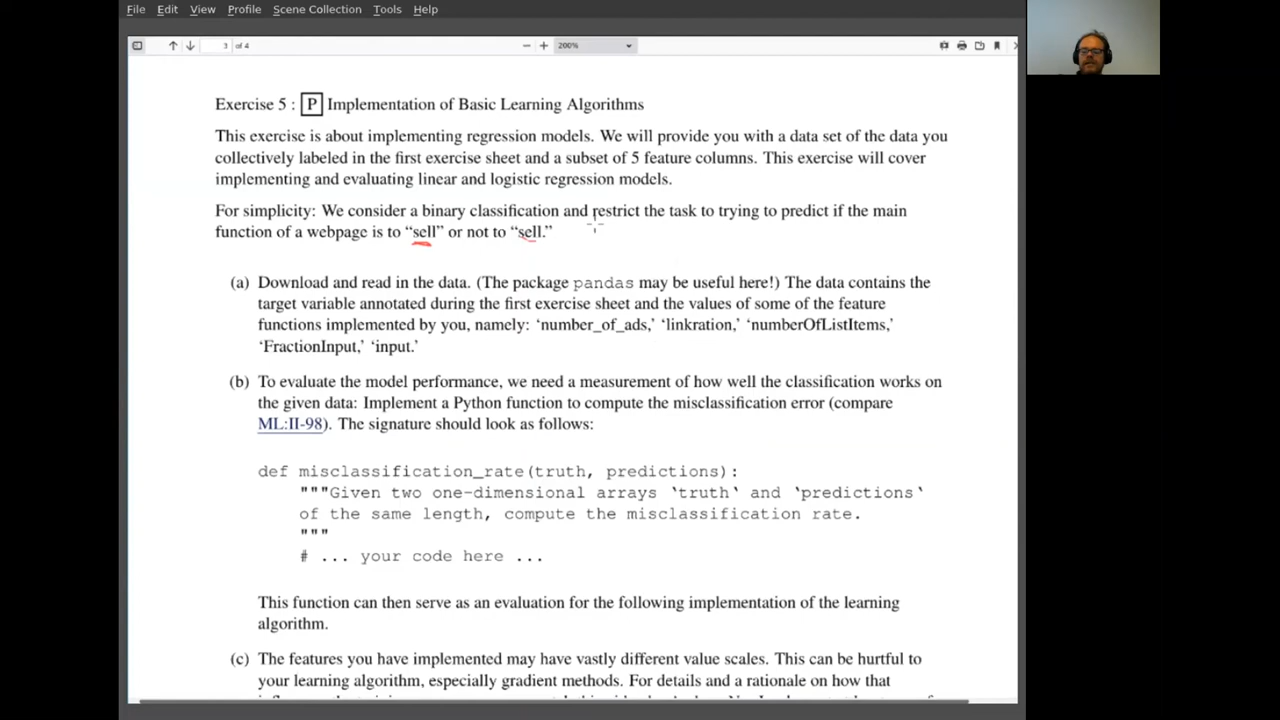 File Edit View Profile Scene Collection Tools Help
3 of 4 200%
Exercise 5 : P Implementation of Basic Learning Algorithms
This exercise is about implementing regression models. We will provide you with a data set of the data you
collectively labeled in the first exercise sheet and a subset of 5 feature columns. This exercise will cover
implementing and evaluating linear and logistic regression models.
For simplicity: We consider a binary classification and restrict the task to trying to predict if the main
function of a webpage is to “sell” or not to “sell.”
(a) Download and read in the data. (The package pandas may be useful here!) The data contains the
target variable annotated during the first exercise sheet and the values of some of the feature
functions implemented by you, namely: ‘number_of_ads,’ ‘linkration,’ ‘numberOfListItems,’
‘FractionInput,’ ‘input.’
(b) To evaluate the model performance, we need a measurement of how well the classification works on
the given data: Implement a Python function to compute the misclassification error (compare
ML:II-98). The signature should look as follows:
def misclassification_rate(truth, predictions):
"""Given two one-dimensional arrays ‘truth‘ and ‘predictions‘
of the same length, compute the misclassification rate.
"""
# ... your code here ...
This function can then serve as an evaluation for the following implementation of the learning
algorithm.
(c) The features you have implemented may have vastly different value scales. This can be hurtful to
your learning algorithm, especially gradient methods. For details and a rationale on how that